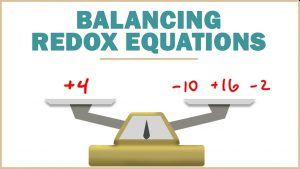 BALANCING
REDOX EQUATIONS
+4 -10 +16 -2